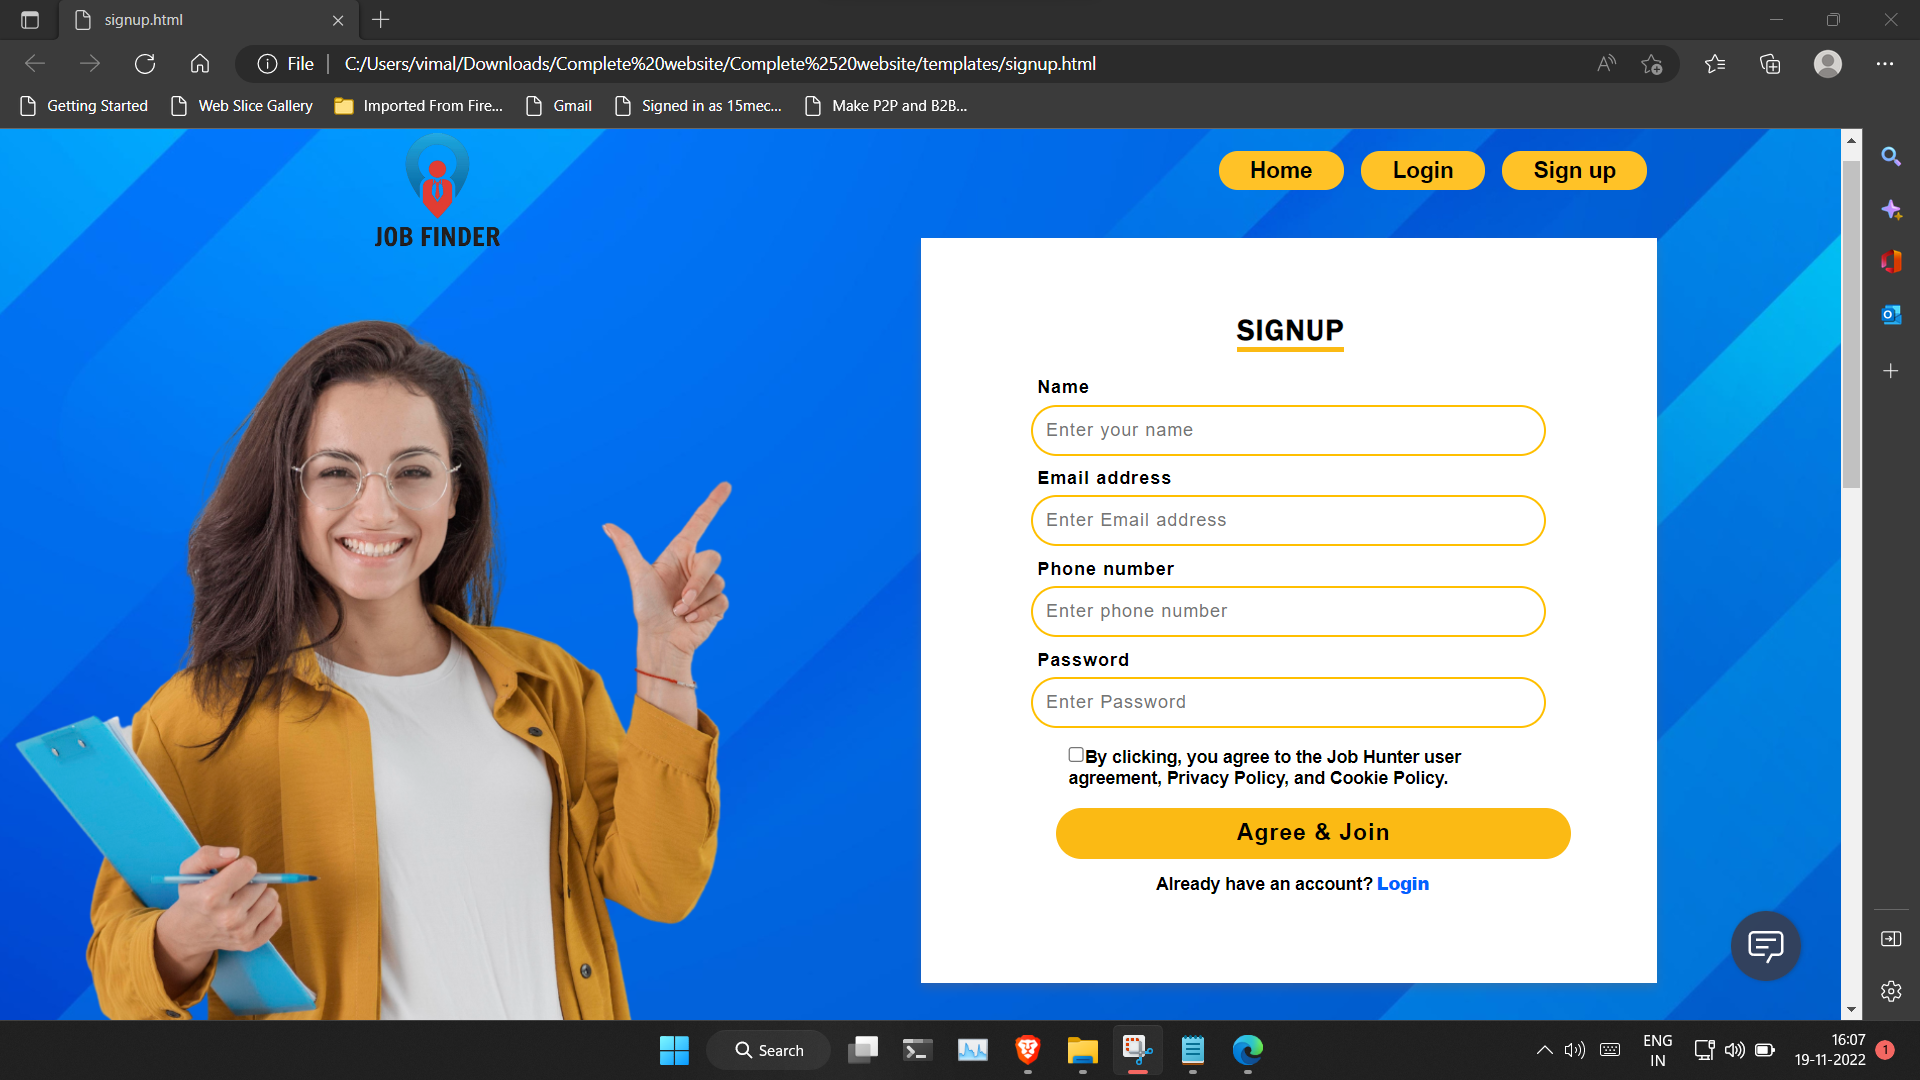 signup.html
File
C:/Users/vimal/Downloads/Complete%20website/Complete%2520website/templates/signup.html
Getting Started
Web Slice Gallery
Imported From Fire...
Gmail
Signed in as 15mec...
Make P2P and B2B...
JOB FINDER
Home
Login
Sign up
SIGNUP
Name
Enter your name
Email address
Enter Email address
Phone number
Enter phone number
Password
Enter Password
By clicking, you agree to the Job Hunter user
agreement, Privacy Policy, and Cookie Policy.
Agree & Join
Already have an account? Login
Search
ENG
IN
16:07
19-11-2022
1